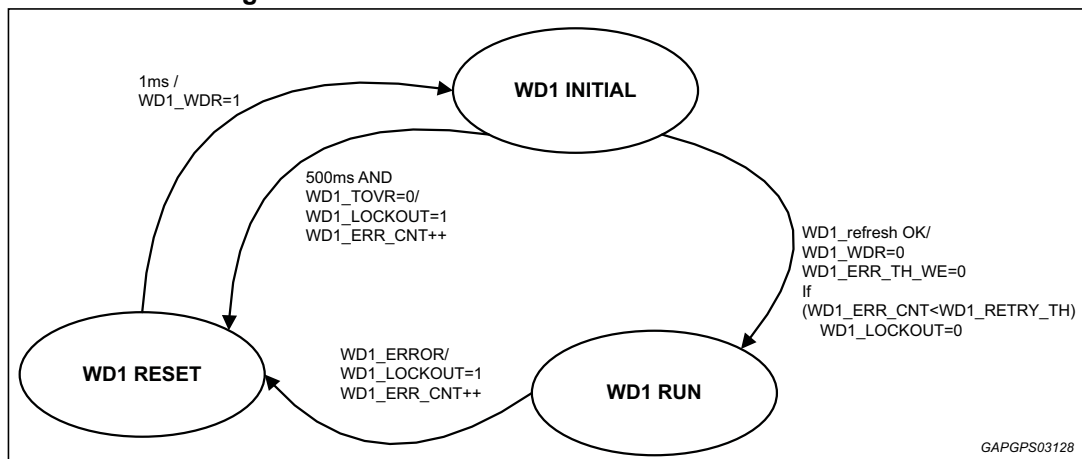 WD1 INITIAL
1ms /
WD1_WDR=1
500ms AND
WD1_TOVR=0/
WD1_LOCKOUT=1
WD1_ERR_CNT++
WD1_refresh OK/
WD1_WDR=0
WD1_ERR_TH_WE=0
If
(WD1_ERR_CNT<WD1_RETRY_TH)
WD1_LOCKOUT=0
WD1 RESET
WD1_ERROR/
WD1_LOCKOUT=1
WD1_ERR_CNT++
WD1 RUN
GAPGPS03128